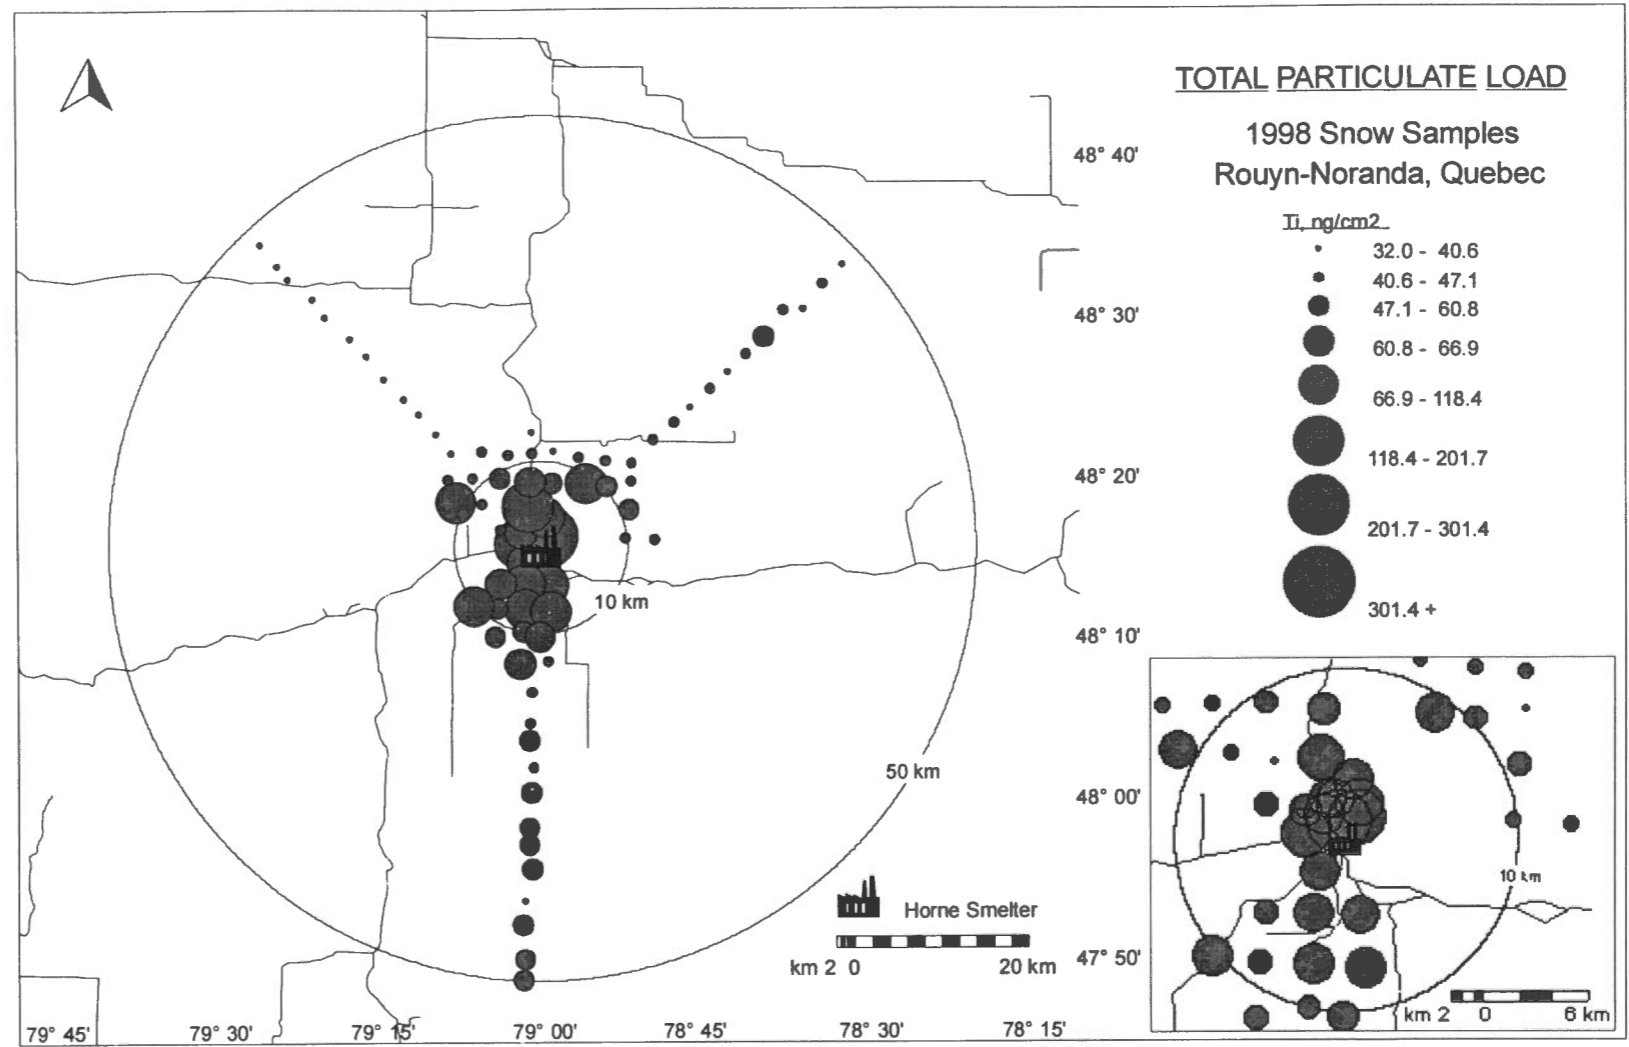 TOTAL PARTICULATE LOAD
1998 Snow Samples
Rouyn-Noranda, Quebec
Ti, ng/cm2
32.0 - 40.6
40.6 - 47.1
47.1 - 60.8
60.8 - 66.9
66.9 - 118.4
118.4 - 201.7
201.7 - 301.4
301.4 +
48° 40'
48° 30'
48° 20'
48° 10'
48° 00'
47° 50'
10 km
50 km
Horne Smelter
km 2 0 20 km
79° 45' 79° 30' 79° 15' 79° 00' 78° 45' 78° 30' 78° 15'
10 km
km 2 0 6 km